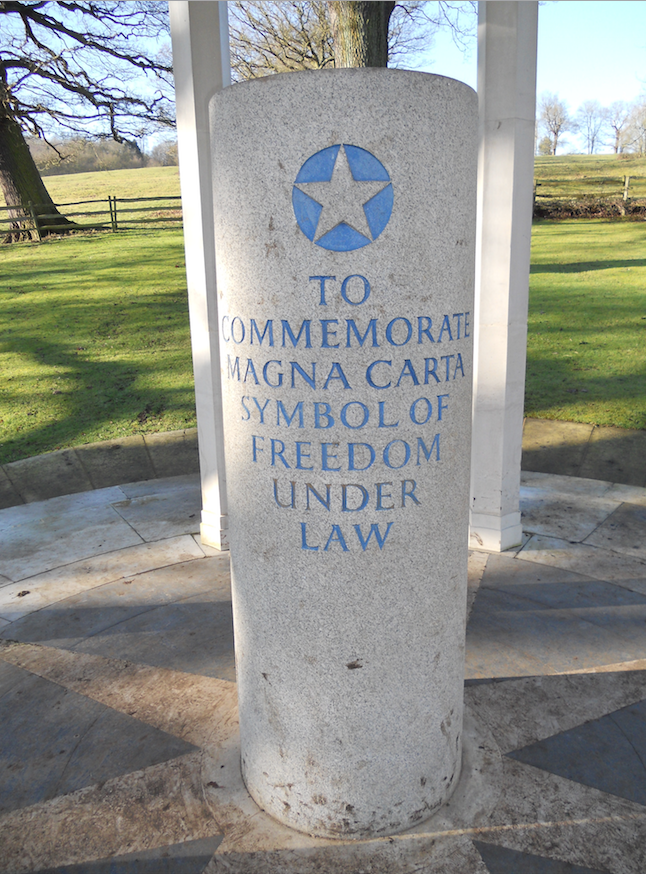 TO
COMMEMORATE
MAGNA CARTA
SYMBOL OF
FREEDOM
UNDER
LAW